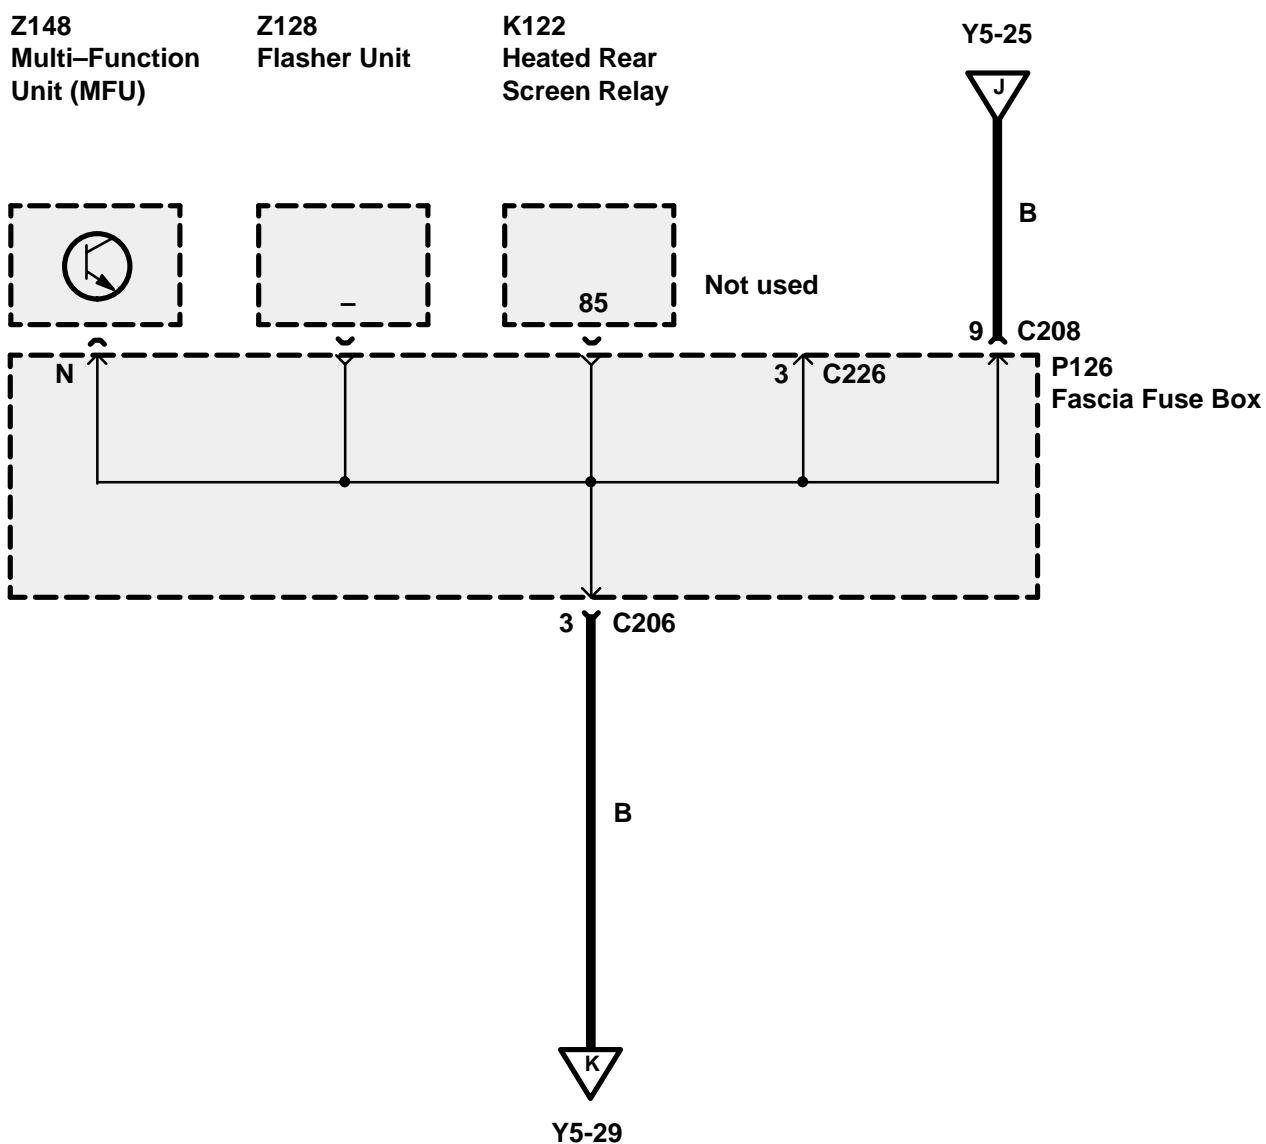 Z148
Multi–Function
Unit (MFU)
Z128
Flasher Unit
K122
Heated Rear
Screen Relay
Y5-25
J
B
–
85
Not used
9 C208
N
3 C226
P126
Fascia Fuse Box
3 C206
B
K
Y5-29